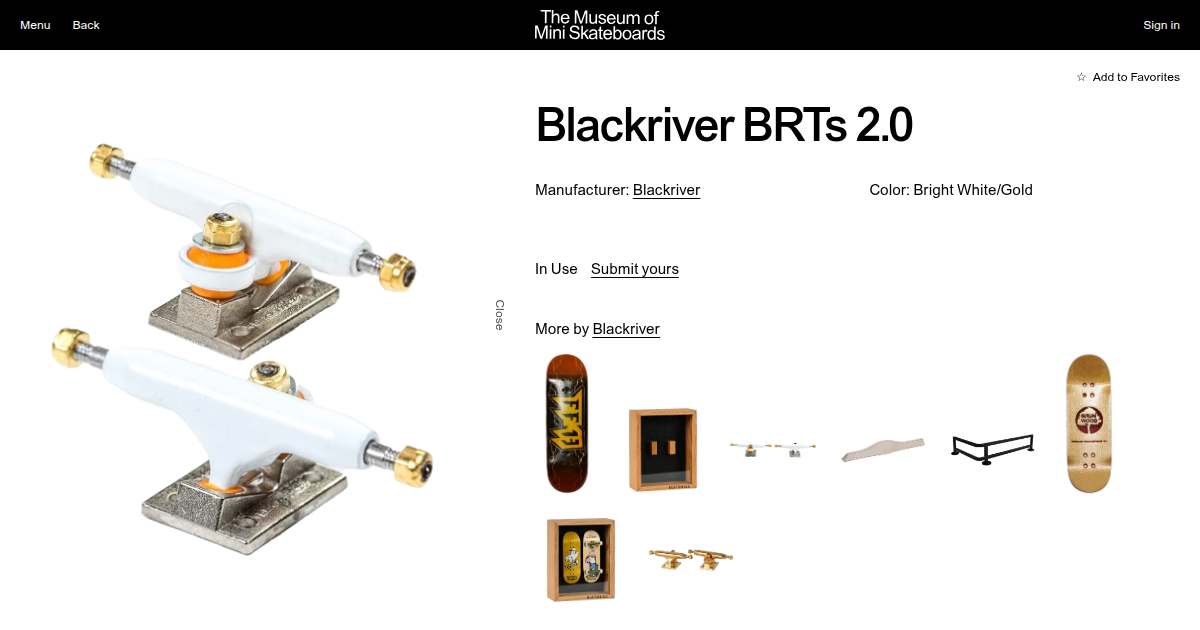 Menu
Back
The Museum of
Mini Skateboards
Sign in
☆ Add to Favorites
Blackriver BRTs 2.0
Manufacturer: Blackriver
Color: Bright White/Gold
In Use
Submit yours
Close
More by Blackriver